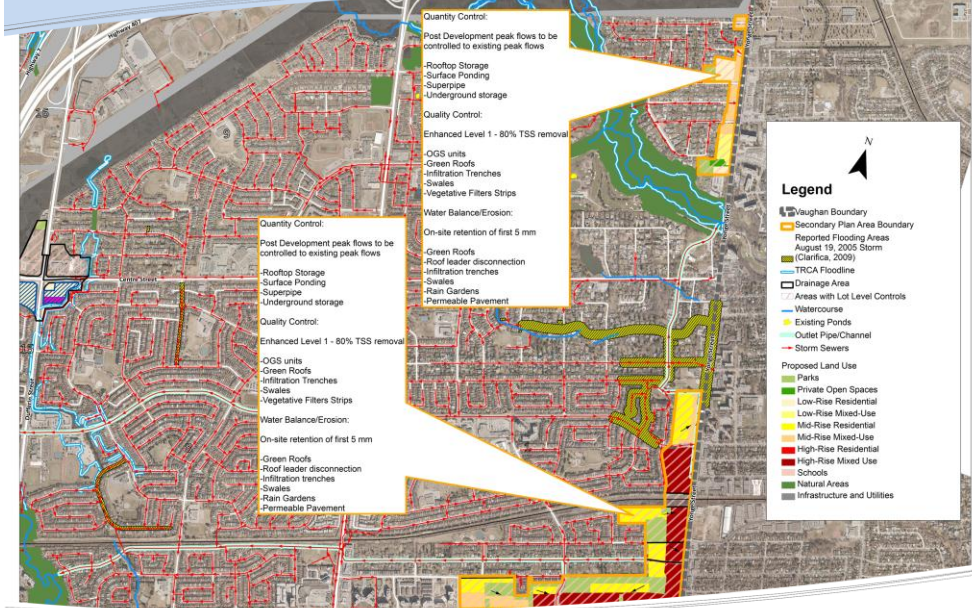 Highway 407
Quantity Control:
Post Development peak flows to be
controlled to existing peak flows
-Rooftop Storage
-Surface Ponding
-Superpipe
-Underground storage
Quality Control:
Enhanced Level 1 - 80% TSS removal
-OGS units
-Green Roofs
-Infiltration Trenches
-Swales
-Vegetative Filters Strips
Water Balance/Erosion:
On-site retention of first 5 mm
-Green Roofs
-Roof leader disconnection
-Infiltration trenches
-Swales
-Rain Gardens
-Permeable Pavement
Quantity Control:
Post Development peak flows to be
controlled to existing peak flows
-Rooftop Storage
-Surface Ponding
-Superpipe
-Underground storage
Quality Control:
Enhanced Level 1 - 80% TSS removal
-OGS units
-Green Roofs
-Infiltration Trenches
-Swales
-Vegetative Filters Strips
Water Balance/Erosion:
On-site retention of first 5 mm
-Green Roofs
-Roof leader disconnection
-Infiltration trenches
-Swales
-Rain Gardens
-Permeable Pavement
Centre Street
Dufferin Street
Yonge Street
N
Legend
Vaughan Boundary
Secondary Plan Area Boundary
Reported Flooding Areas
August 19, 2005 Storm
(Clarifica, 2009)
TRCA Floodline
Drainage Area
Areas with Lot Level Controls
Watercourse
Existing Ponds
Outlet Pipe/Channel
Storm Sewers
Proposed Land Use
Parks
Private Open Spaces
Low-Rise Residential
Low-Rise Mixed-Use
Mid-Rise Residential
Mid-Rise Mixed-Use
High-Rise Residential
High-Rise Mixed Use
Schools
Natural Areas
Infrastructure and Utilities